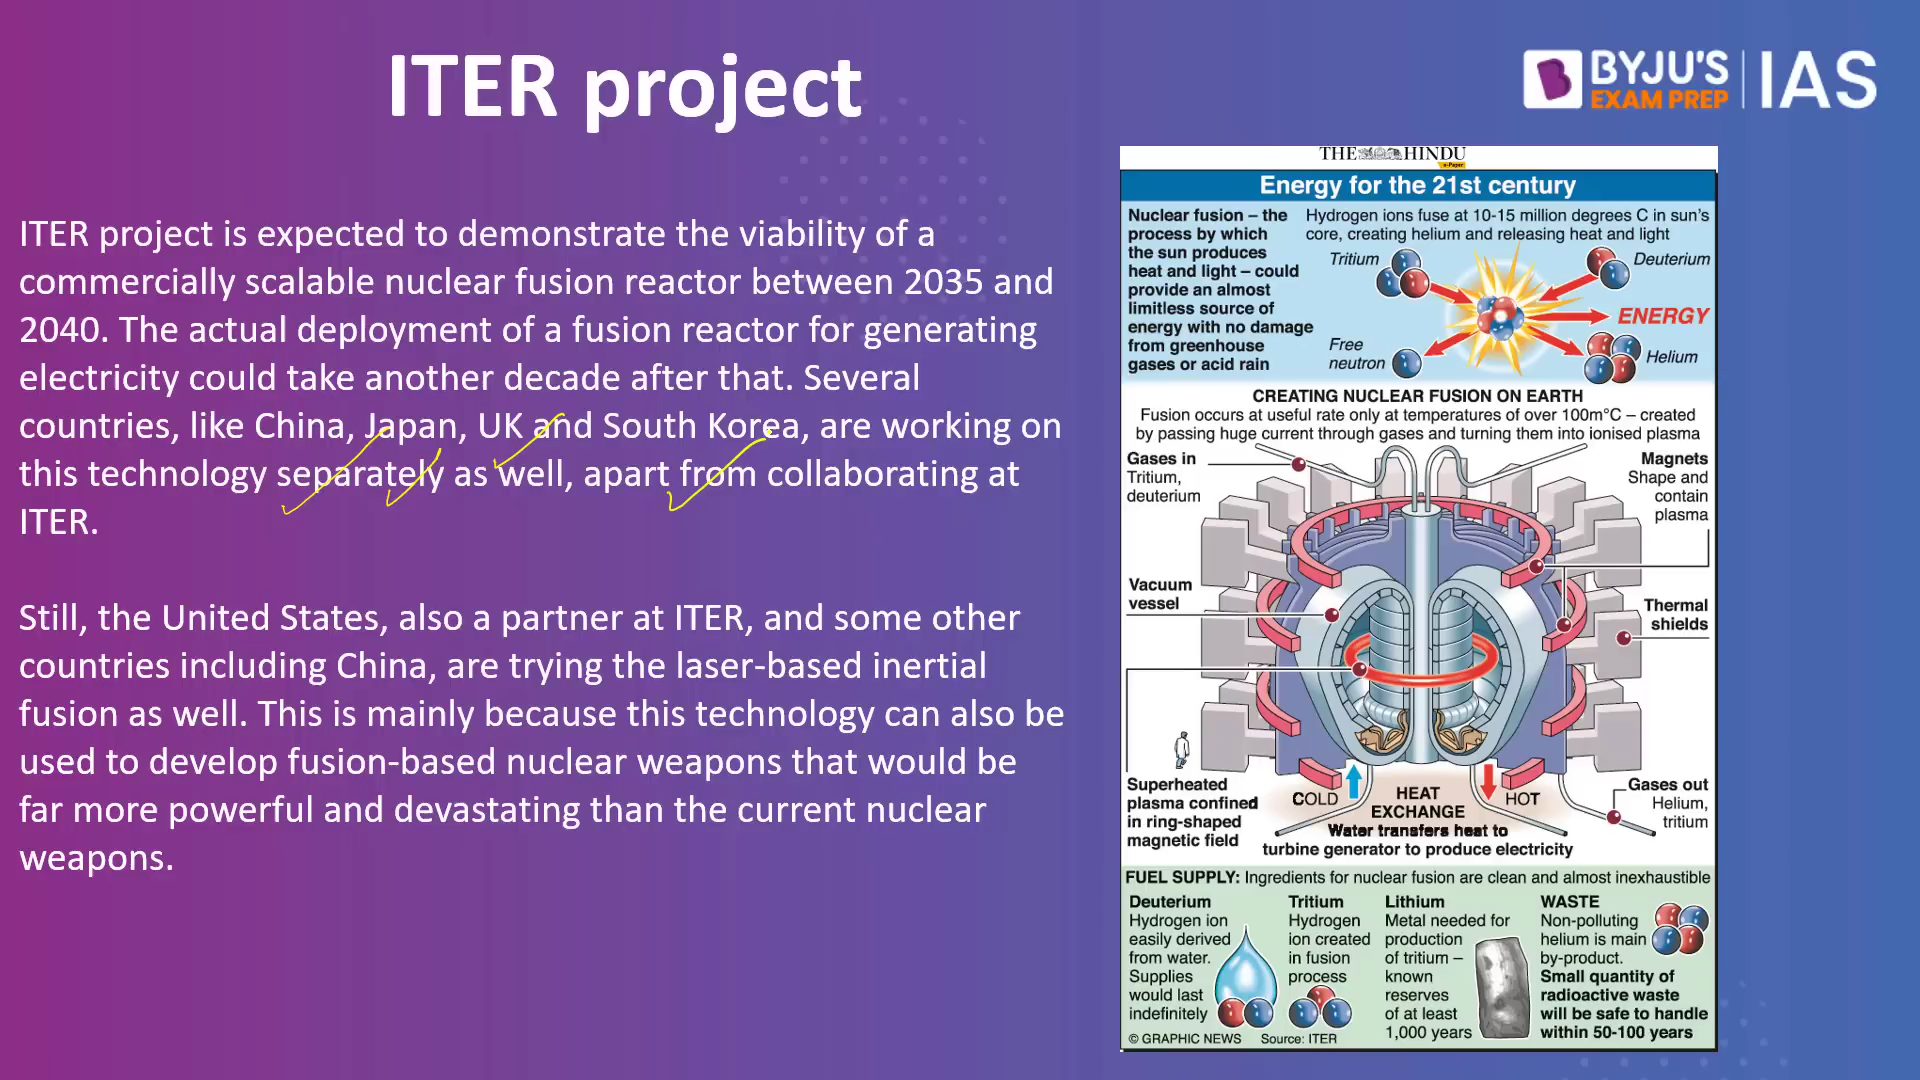 ITER project
BYJU'S
EXAM PREP
IAS
ITER project is expected to demonstrate the viability of a
commercially scalable nuclear fusion reactor between 2035 and
2040. The actual deployment of a fusion reactor for generating
electricity could take another decade after that. Several
countries, like China, Japan, UK and South Korea, are working on
this technology separately as well, apart from collaborating at
ITER.
Still, the United States, also a partner at ITER, and some other
countries including China, are trying the laser-based inertial
fusion as well. This is mainly because this technology can also be
used to develop fusion-based nuclear weapons that would be
far more powerful and devastating than the current nuclear
weapons.
THE HINDU
e-Paper
Energy for the 21st century
Nuclear fusion – the
process by which
the sun produces
heat and light – could
provide an almost
limitless source of
energy with no damage
from greenhouse
gases or acid rain
Hydrogen ions fuse at 10-15 million degrees C in sun's
core, creating helium and releasing heat and light
Tritium
Deuterium
ENERGY
Free
neutron
Helium
CREATING NUCLEAR FUSION ON EARTH
Fusion occurs at useful rate only at temperatures of over 100m°C – created
by passing huge current through gases and turning them into ionised plasma
Gases in
Tritium,
deuterium
Magnets
Shape and
contain
plasma
Vacuum
vessel
Thermal
shields
Superheated
plasma confined
in ring-shaped
magnetic field
COLD
HEAT
EXCHANGE
HOT
Water transfers heat to
turbine generator to produce electricity
Gases out
Helium,
tritium
FUEL SUPPLY: Ingredients for nuclear fusion are clean and almost inexhaustible
Deuterium
Hydrogen ion
easily derived
from water.
Supplies
would last
indefinitely
Tritium
Hydrogen
ion created
in fusion
process
Lithium
Metal needed for
production
of tritium –
known
reserves
of at least
1,000 years
WASTE
Non-polluting
helium is main
by-product.
Small quantity of
radioactive waste
will be safe to handle
within 50-100 years
© GRAPHIC NEWS
Source: ITER